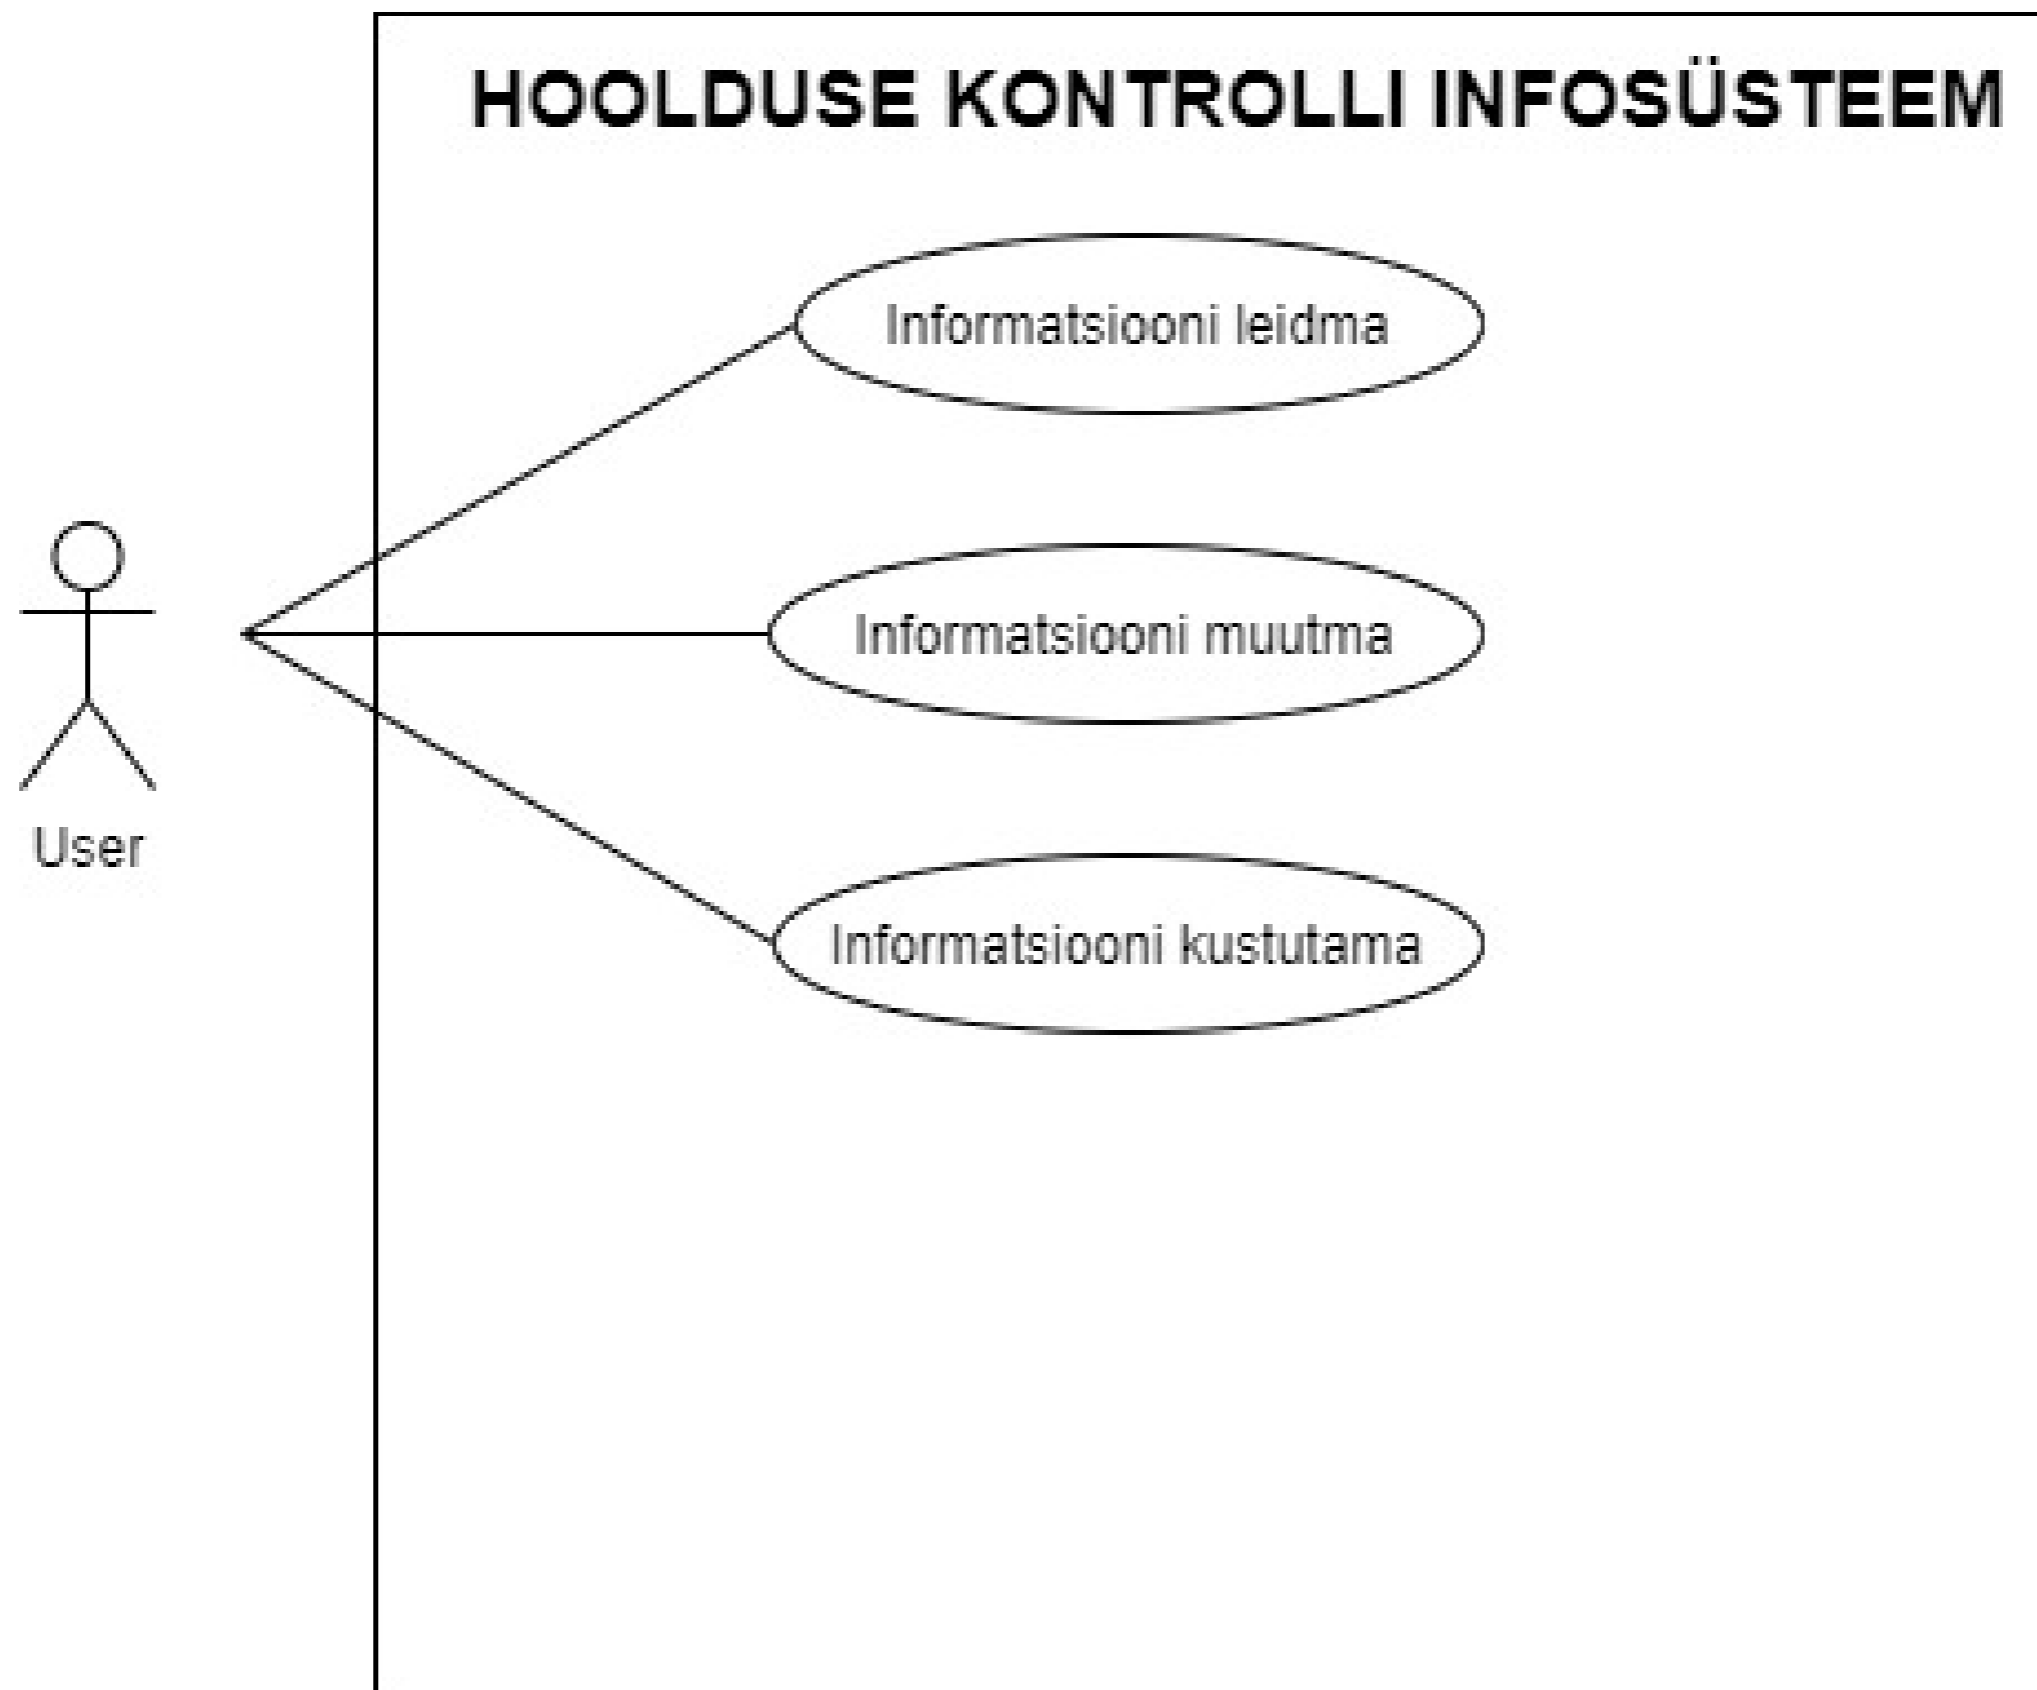 HOOLDUSE KONTROLLI INFOSÜSTEEM
Informatsiooni leidma
Informatsiooni muutma
User
Informatsiooni kustutama